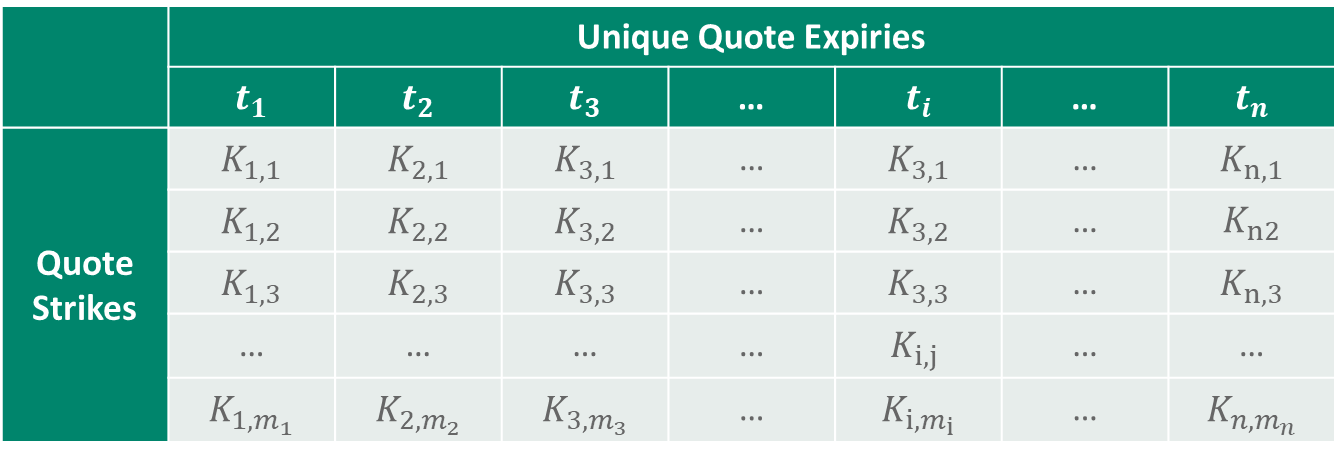 Unique Quote Expiries
t₁ t₂ t₃ ... tᵢ ... tₙ
Quote Strikes
K₁,₁ K₂,₁ K₃,₁ ... K₃,₁ ... Kn,₁
K₁,₂ K₂,₂ K₃,₂ ... K₃,₂ ... Kn2
K₁,₃ K₂,₃ K₃,₃ ... K₃,₃ ... Kn,₃
... ... ... ... Ki,j ... ...
K₁,m₁ K₂,m₂ K₃,m₃ ... Ki,mi ... Kn,mn